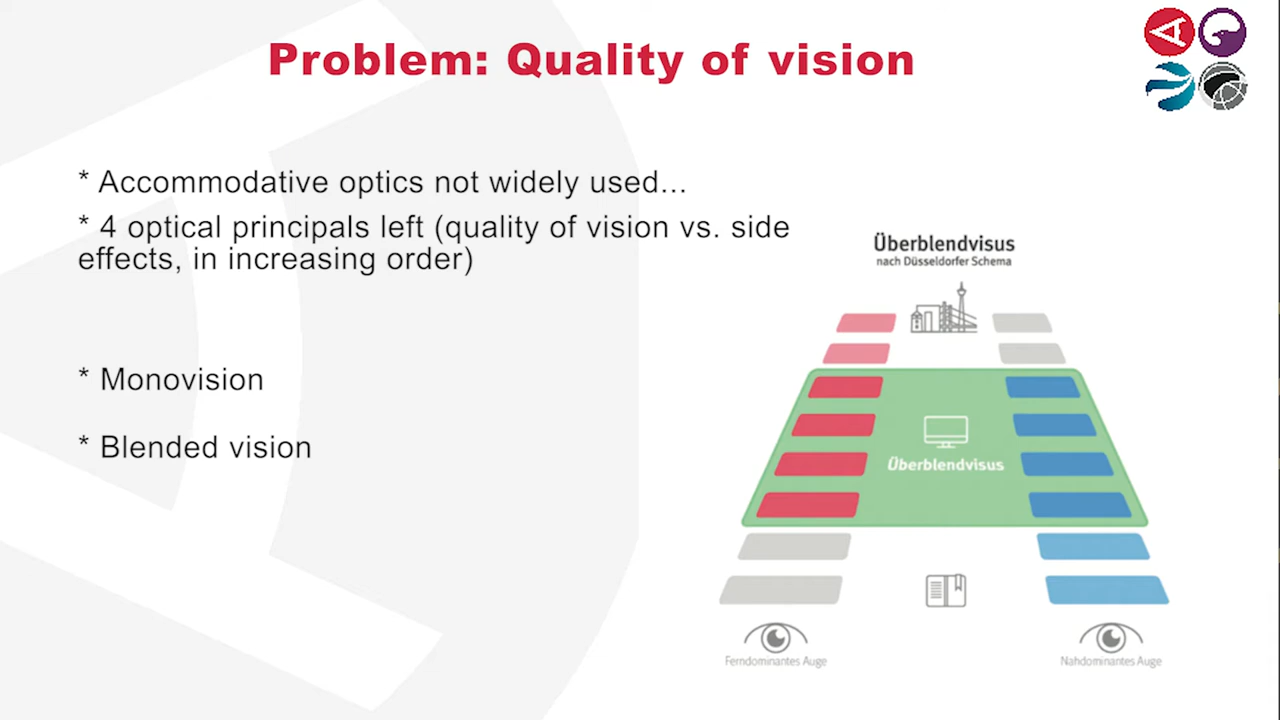 Problem: Quality of vision
* Accommodative optics not widely used...
* 4 optical principals left (quality of vision vs. side
effects, in increasing order)
* Monovision
* Blended vision
Überblendvisus
nach Düsseldorfer Schema
Überblendvisus
Ferndominantes Auge
Nahdominantes Auge